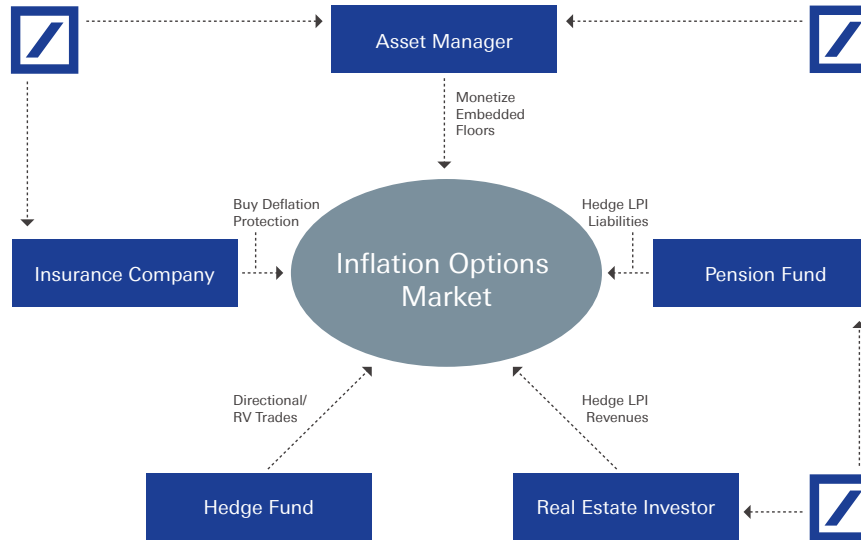 Asset Manager
Monetize
Embedded
Floors
Buy Deflation
Protection
Hedge LPI
Liabilities
Insurance Company
Inflation Options
Market
Pension Fund
Directional/
RV Trades
Hedge LPI
Revenues
Hedge Fund
Real Estate Investor